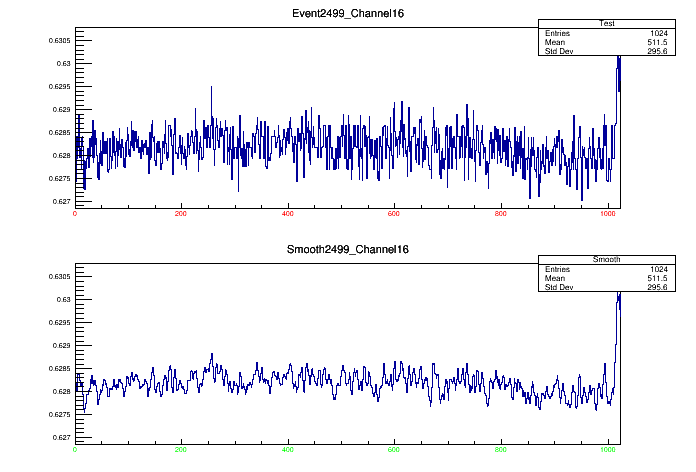 Event2499_Channel16
Test
Entries 1024
Mean 511.5
Std Dev 295.6
0.6305
0.63
0.6295
0.629
0.6285
0.628
0.6275
0.627
0 200 400 600 800 1000
Smooth2499_Channel16
Smooth
Entries 1024
Mean 511.5
Std Dev 295.6
0.6305
0.63
0.6295
0.629
0.6285
0.628
0.6275
0.627
0 200 400 600 800 1000